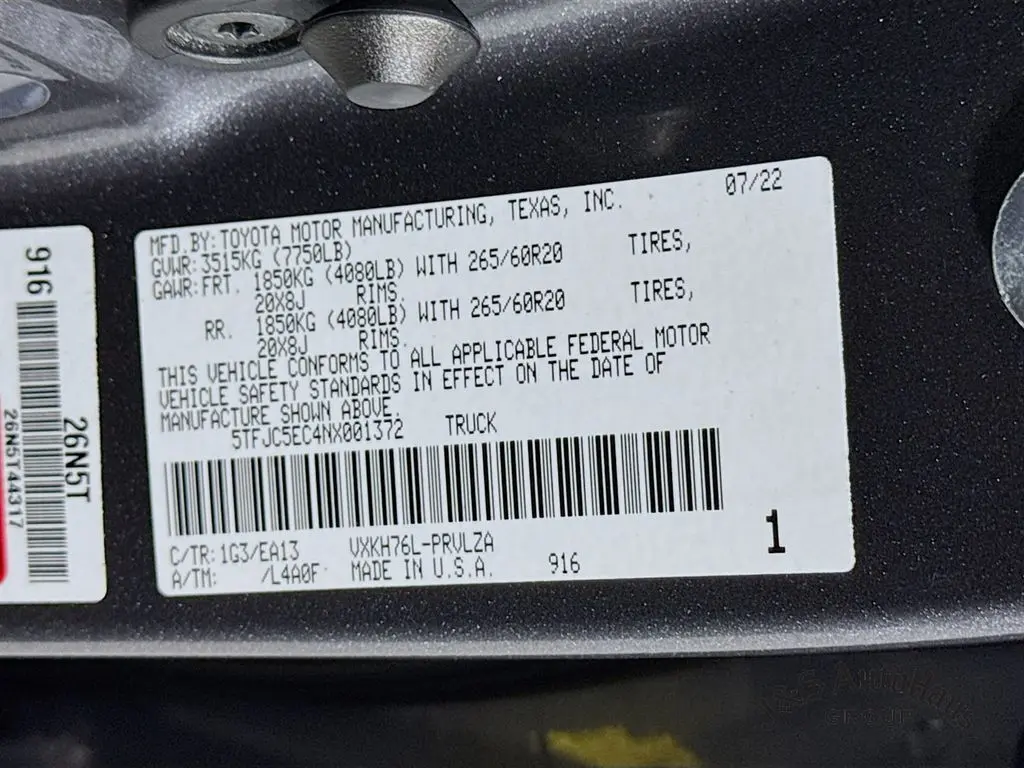 07/22
MFD.BY:TOYOTA MOTOR MANUFACTURING, TEXAS, INC.
GVWR:3515KG (7750LB)
GAWR:FRT. 1850KG (4080LB) WITH 265/60R20 TIRES,
20X8J RIMS.
RR. 1850KG (4080LB) WITH 265/60R20 TIRES,
20X8J RIMS.
THIS VEHICLE CONFORMS TO ALL APPLICABLE FEDERAL MOTOR
VEHICLE SAFETY STANDARDS IN EFFECT ON THE DATE OF
MANUFACTURE SHOWN ABOVE.
5TFJC5EC4NX001372 TRUCK
C/TR:1G3/EA13 VXKH76L-PRVLZA
A/TM: /L4A0F MADE IN U.S.A. 916
1
916
26N5T
26N5T44317
AutoHaus
GROUP